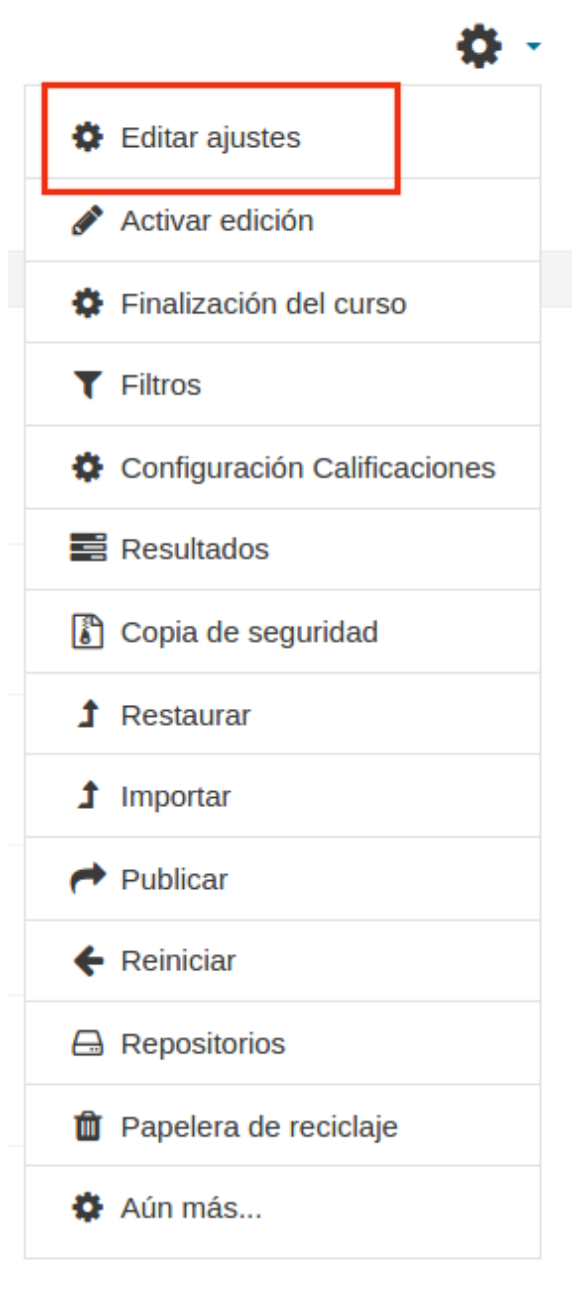 Editar ajustes
Activar edición
Finalización del curso
Filtros
Configuración Calificaciones
Resultados
Copia de seguridad
Restaurar
Importar
Publicar
Reiniciar
Repositorios
Papelera de reciclaje
Aún más...